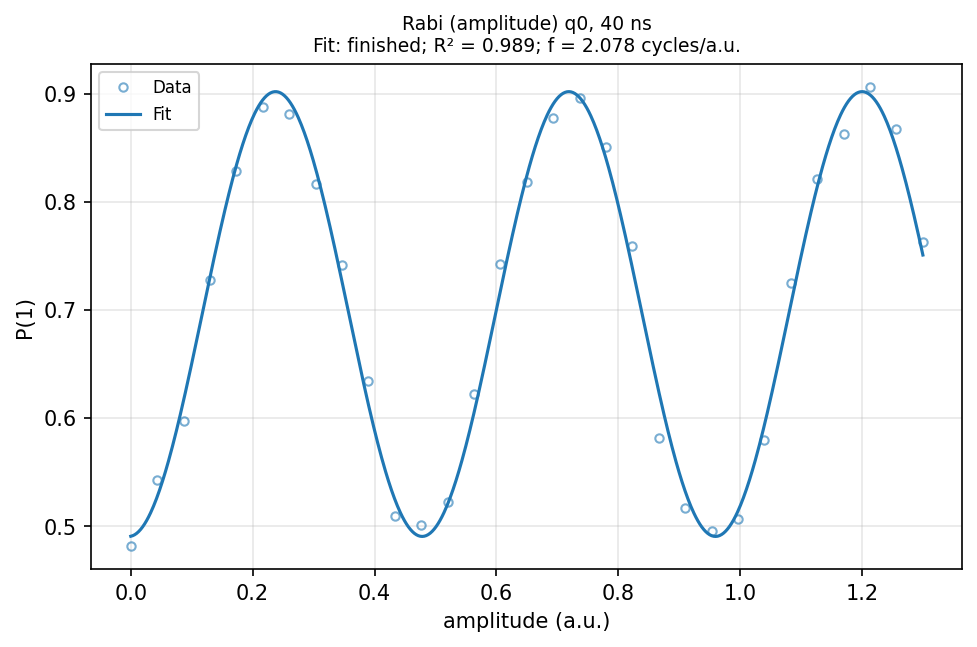 Rabi (amplitude) q0, 40 ns
Fit: finished; R² = 0.989; f = 2.078 cycles/a.u.
Data
Fit
P(1)
0.9
0.8
0.7
0.6
0.5
0.0 0.2 0.4 0.6 0.8 1.0 1.2
amplitude (a.u.)